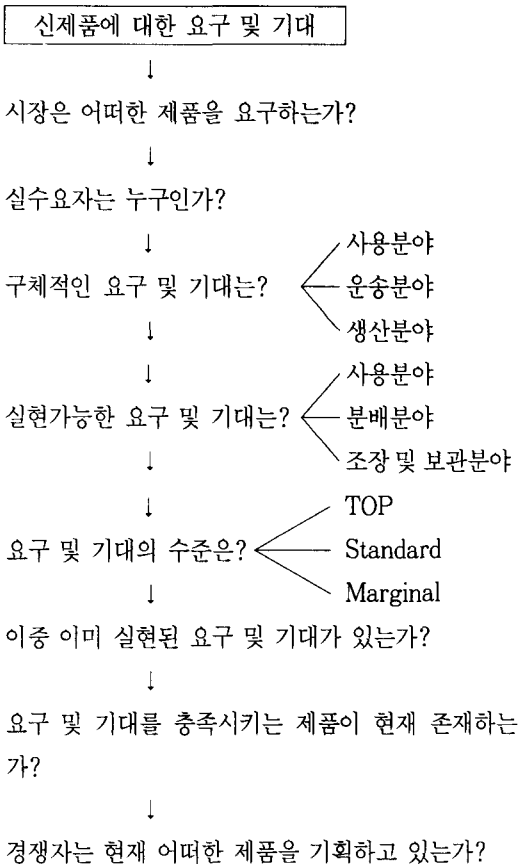 신제품에 대한 요구 및 기대
↓
시장은 어떠한 제품을 요구하는가?
↓
실수요자는 누구인가?
↓
사용분야
구체적인 요구 및 기대는?
운송분야
↓
생산분야
↓
사용분야
실현가능한 요구 및 기대는?
분배분야
↓
조장 및 보관분야
↓
TOP
요구 및 기대의 수준은?
Standard
↓
Marginal
이중 이미 실현된 요구 및 기대가 있는가?
↓
요구 및 기대를 충족시키는 제품이 현재 존재하는
가?
↓
경쟁자는 현재 어떠한 제품을 기획하고 있는가?